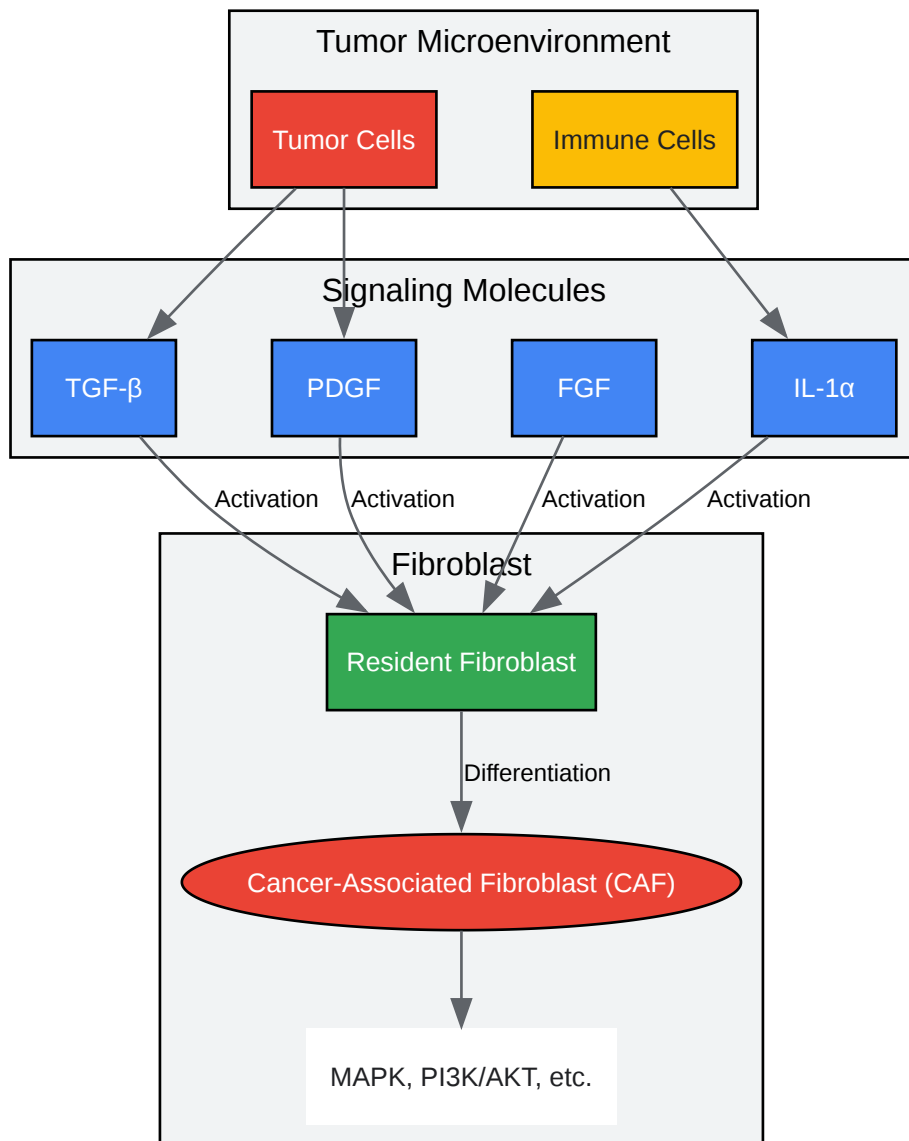 Tumor Microenvironment
Tumor Cells
Immune Cells
Signaling Molecules
TGF-β
PDGF
FGF
IL-1α
Activation
Activation
Activation
Activation
Fibroblast
Resident Fibroblast
Differentiation
Cancer-Associated Fibroblast (CAF)
MAPK, PI3K/AKT, etc.